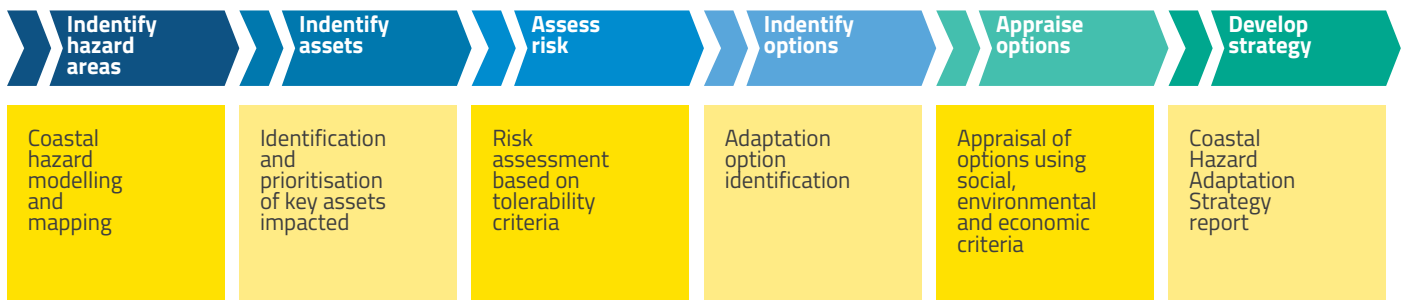 Indentify
hazard
areas
Indentify
assets
Assess
risk
Indentify
options
Appraise
options
Develop
strategy
Coastal
hazard
modelling
and
mapping
Identification
and
prioritisation
of key assets
impacted
Risk
assessment
based on
tolerability
criteria
Adaptation
option
identification
Appraisal of
options using
social,
environmental
and economic
criteria
Coastal
Hazard
Adaptation
Strategy
report